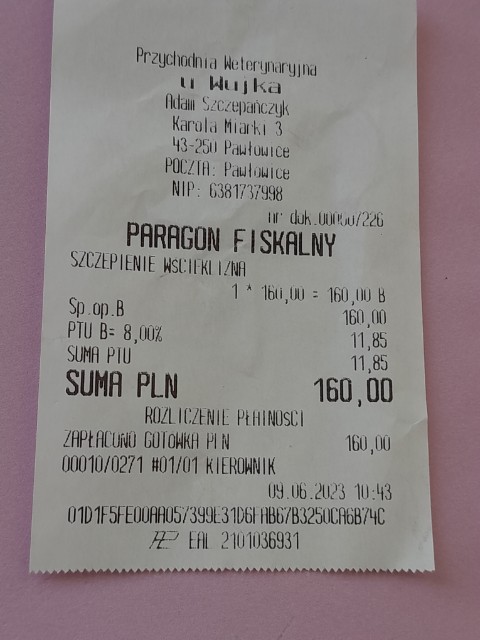 Przychodnia Weterynaryjna
u Wujka
Adam Szczepańczyk
Karola Miarki 3
43-250 Pawłowice
POCZTA: Pawłowice
NIP: 6381737998
nr dok.00060/226
PARAGON FISKALNY
SZCZEPIENIE WSCIEKLIZNA
1 * 160,00 = 160,00 B
Sp.op.B 160,00
PTU B= 8,00% 11,85
SUMA PTU 11,85
SUMA PLN 160,00
ROZLICZENIE PŁATNOŚCI
ZAPŁACONO GOTÓWKA PLN 160,00
00010/0271 #01/01 KIEROWNIK
09.06.2023 10:43
01D1F5FE00AA057399E31D6FAB67B3250CA6B74C
EAL 2101036931